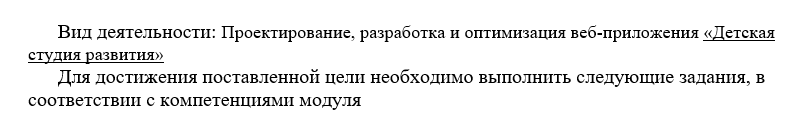 Вид деятельности: Проектирование, разработка и оптимизация веб-приложения «Детская
студия развития»
Для достижения поставленной цели необходимо выполнить следующие задания, в
соответствии с компетенциями модуля